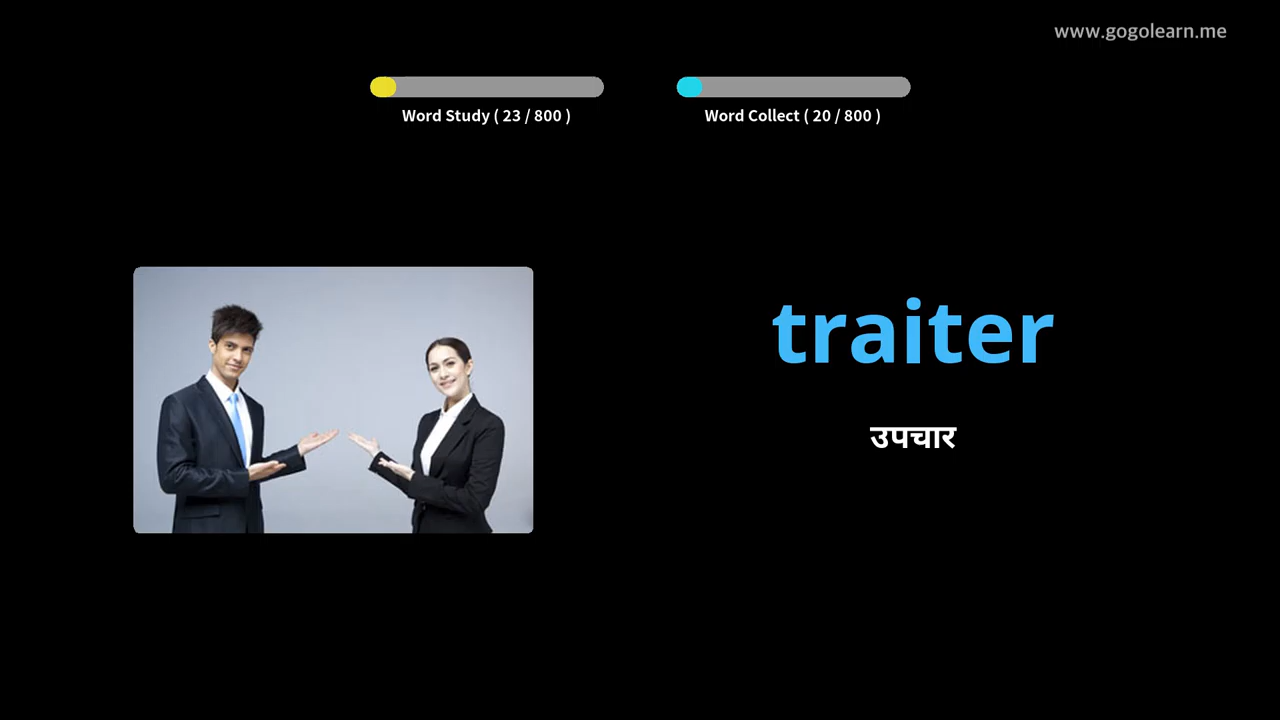 www.gogolearn.me
Word Study ( 23 / 800 )
Word Collect ( 20 / 800 )
traiter
उपचार